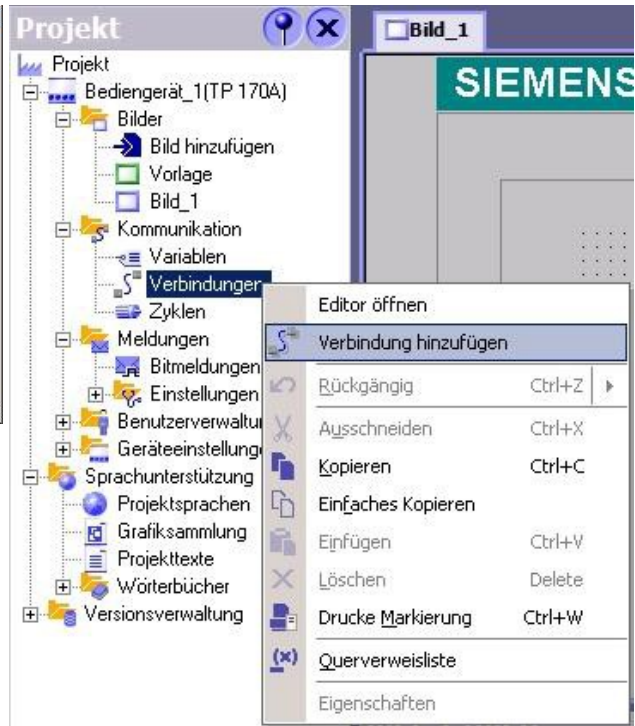 Projekt
Bild_1
Projekt
Bediengerät_1(TP 170A)
SIEMENS
Bilder
Bild hinzufügen
Vorlage
Bild_1
Kommunikation
Variablen
Verbindungen
Zyklen
Meldungen
Bitmeldungen
Einstellungen
Benutzerverwaltu
Geräteeinstellung
Sprachunterstützung
Projektsprachen
Grafiksammlung
Projekttexte
Wörterbücher
Versionsverwaltung
Editor öffnen
Verbindung hinzufügen
Rückgängig Ctrl+Z
Ausschneiden Ctrl+X
Kopieren Ctrl+C
Einfaches Kopieren
Einfügen Ctrl+V
Löschen Delete
Drucke Markierung Ctrl+W
Querverweisliste
Eigenschaften